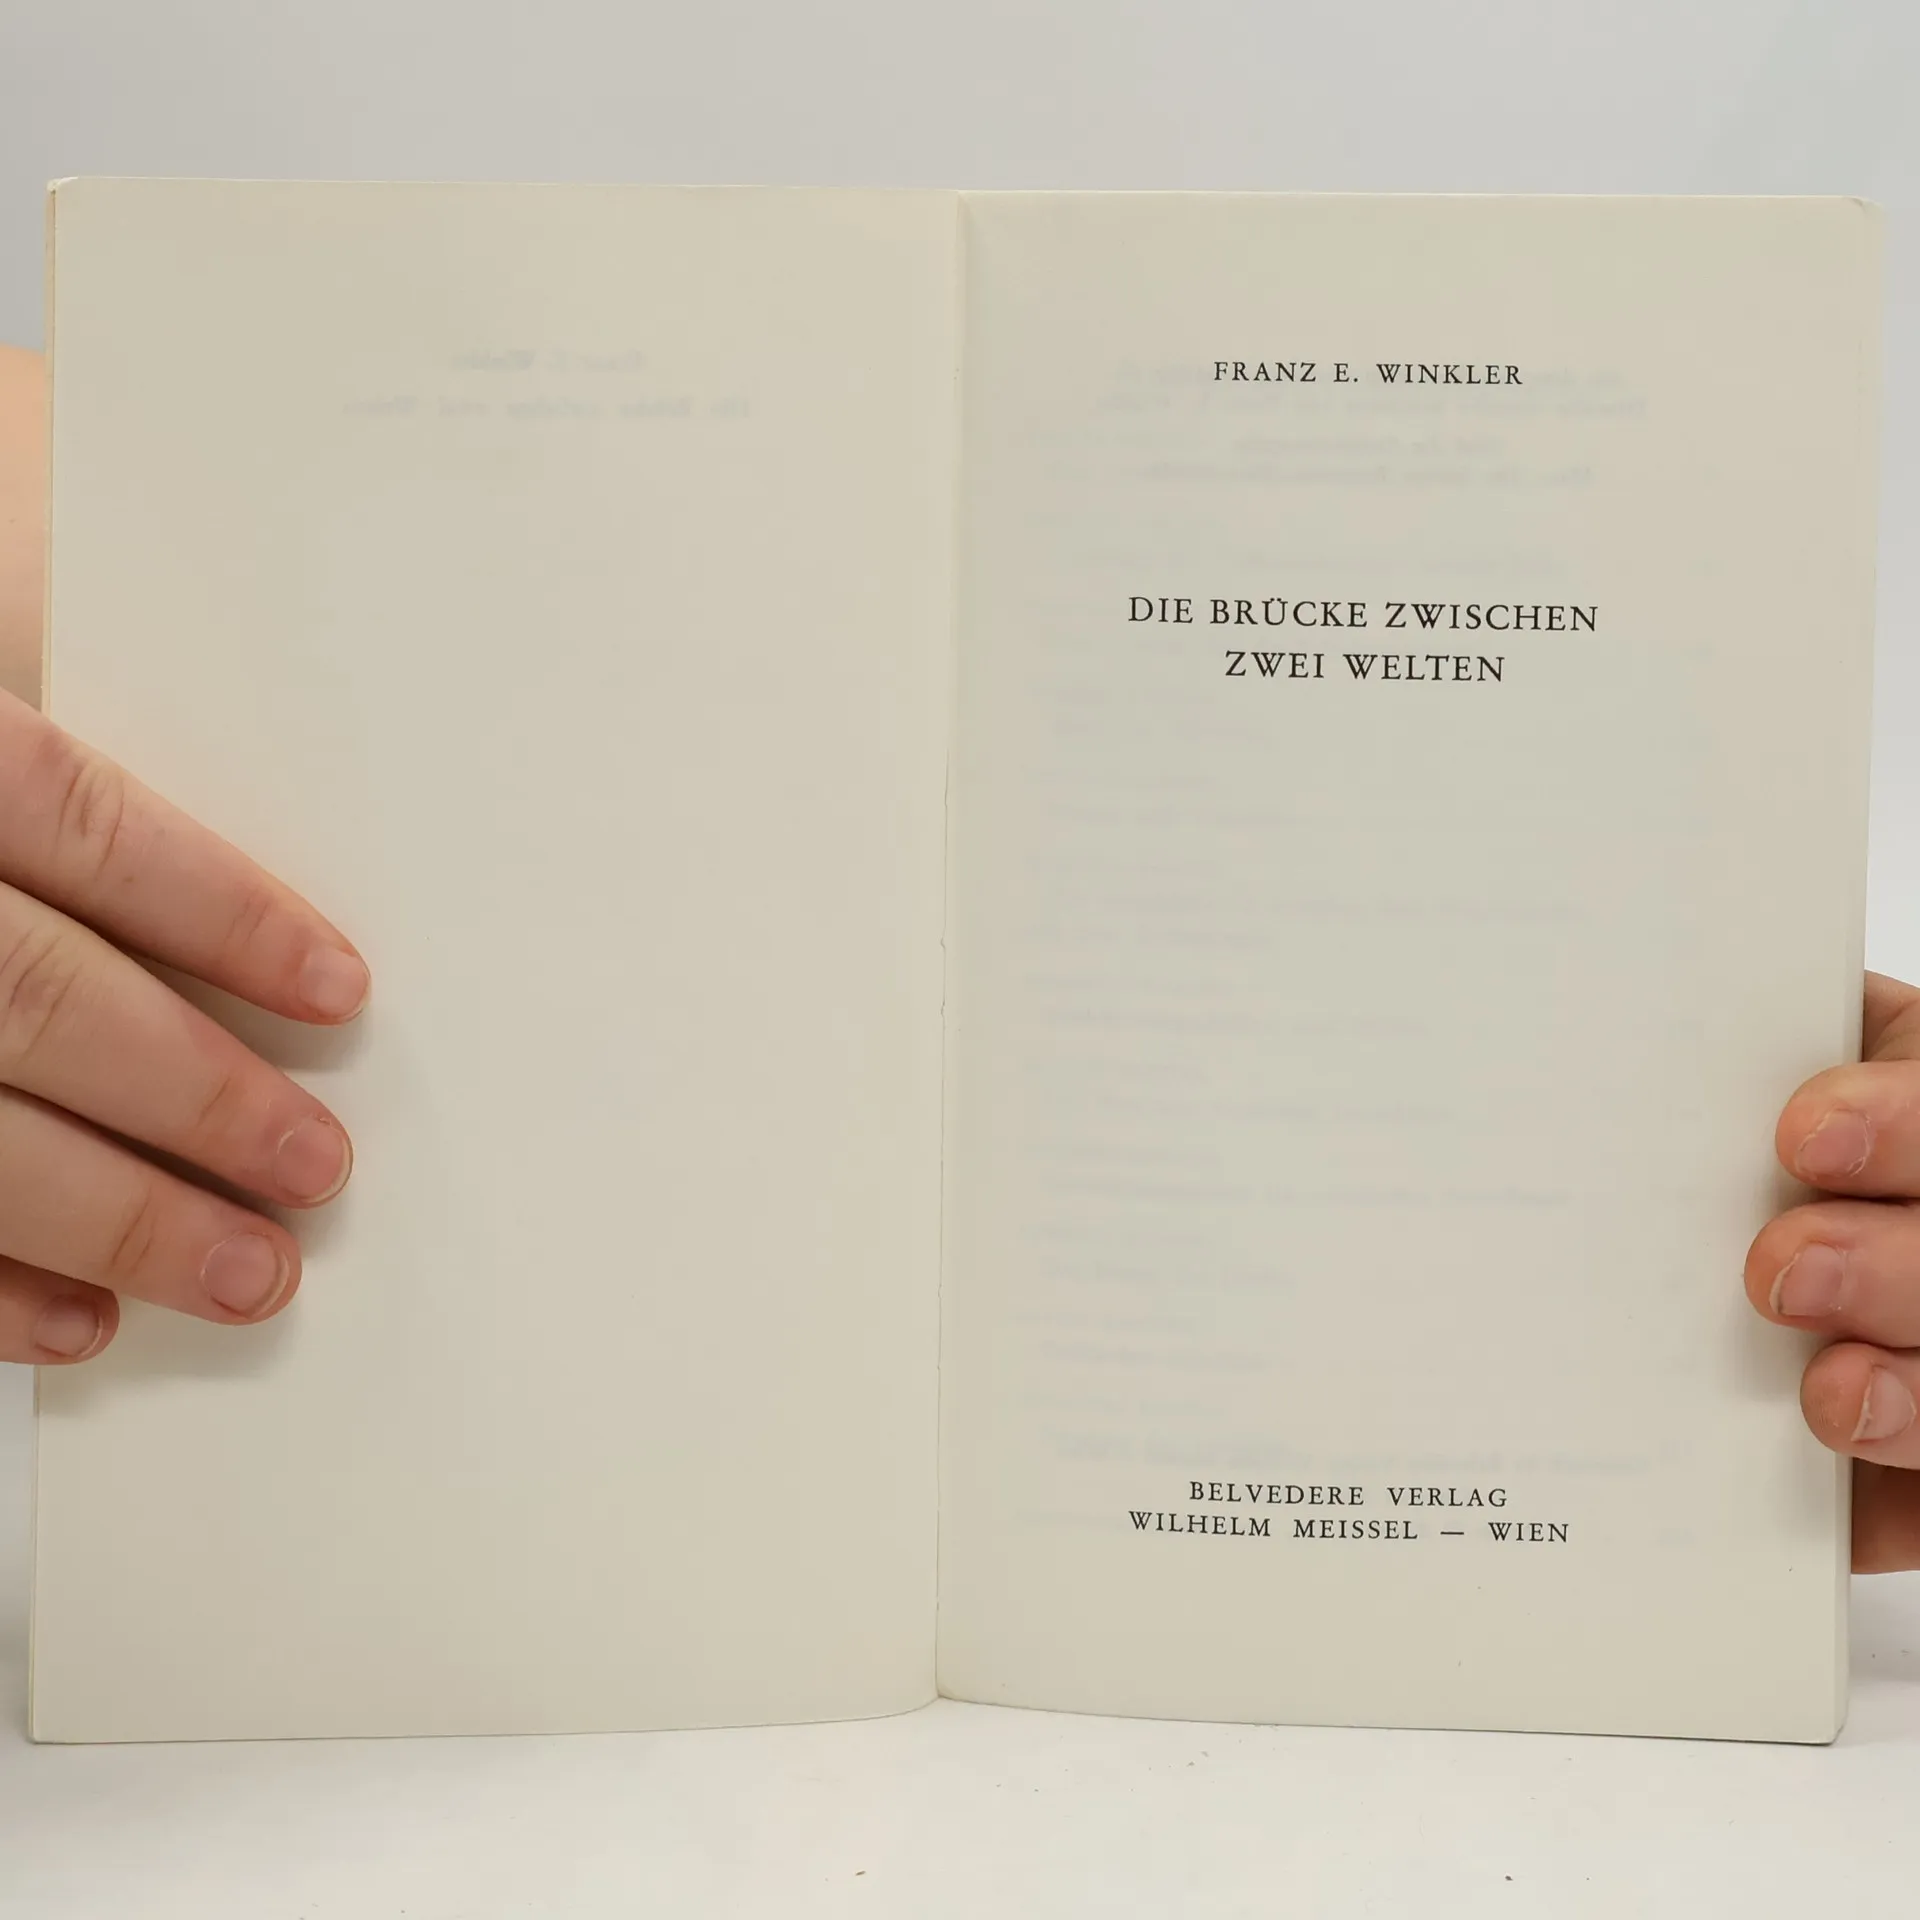 FRANZ E. WINKLER
DIE BRÜCKE ZWISCHEN
ZWEI WELTEN
BELVEDERE VERLAG
WILHELM MEISSEL — WIEN